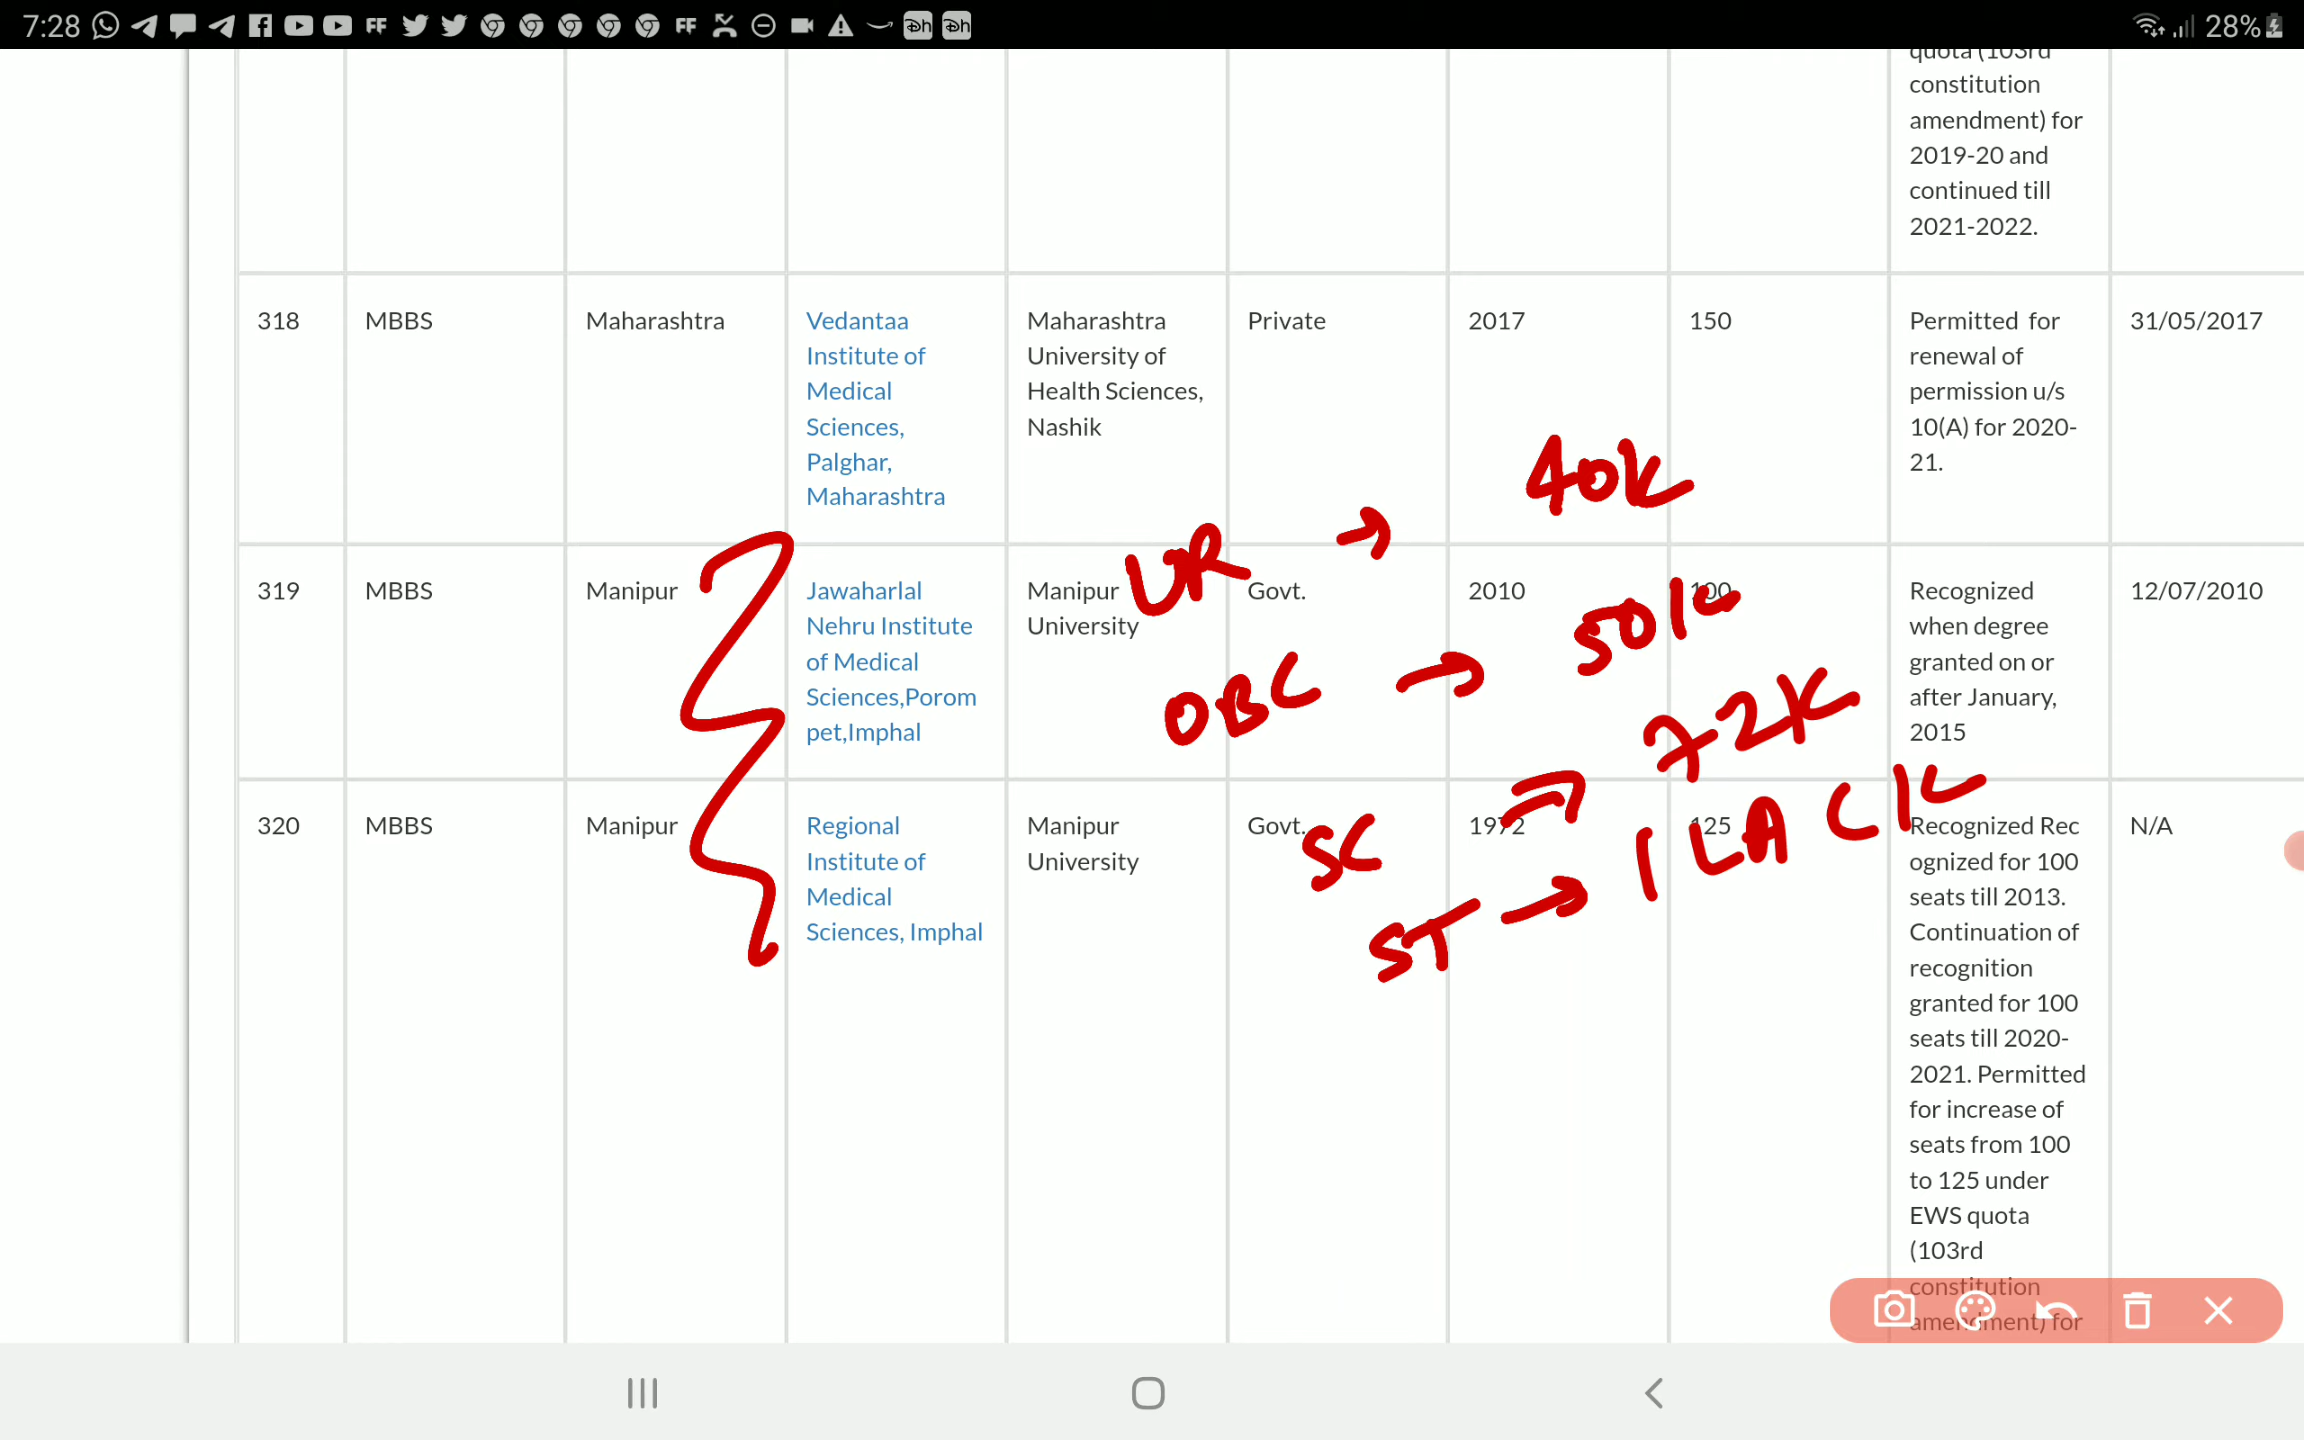 7:28 28%
quota (103rd
constitution
amendment) for
2019-20 and
continued till
2021-2022.
318 MBBS Maharashtra Vedantaa Maharashtra Private 2017 150 Permitted for 31/05/2017
Institute of University of renewal of
Medical Health Sciences, permission u/s
Sciences, Nashik 10(A) for 2020-
Palghar, 21.
Maharashtra
UR → 40K
319 MBBS Manipur Jawaharlal Manipur Govt. 2010 100 Recognized 12/07/2010
Nehru Institute University when degree
of Medical granted on or
Sciences,Porom after January,
pet,Imphal 2015
OBC → 50K
SC → 72K
ST → 1 LACK
320 MBBS Manipur Regional Manipur Govt. 1972 125 Recognized Rec N/A
Institute of University ognized for 100
Medical seats till 2013.
Sciences, Imphal Continuation of
recognition
granted for 100
seats till 2020-
2021. Permitted
for increase of
seats from 100
to 125 under
EWS quota
(103rd
constitution
amendment) for